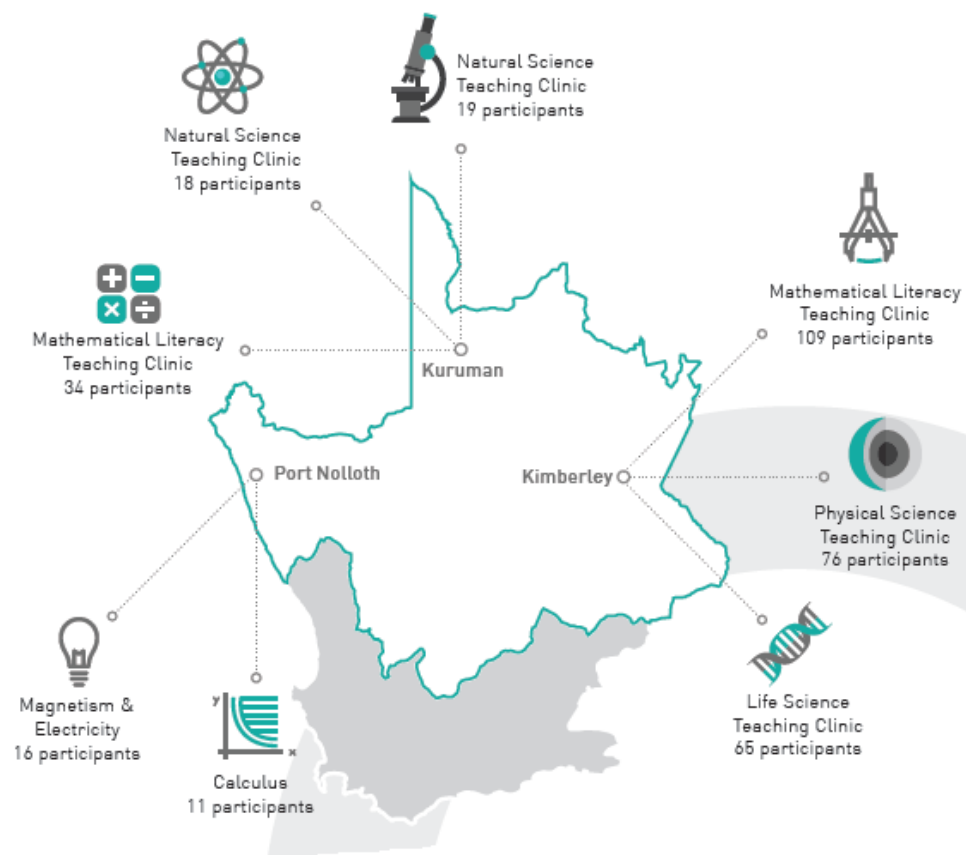 Natural Science
Teaching Clinic
19 participants
Natural Science
Teaching Clinic
18 participants
Mathematical Literacy
Teaching Clinic
109 participants
Mathematical Literacy
Teaching Clinic
34 participants
Kuruman
Port Nolloth
Kimberley
Physical Science
Teaching Clinic
76 participants
Magnetism &
Electricity
16 participants
y
x
Calculus
11 participants
Life Science
Teaching Clinic
65 participants